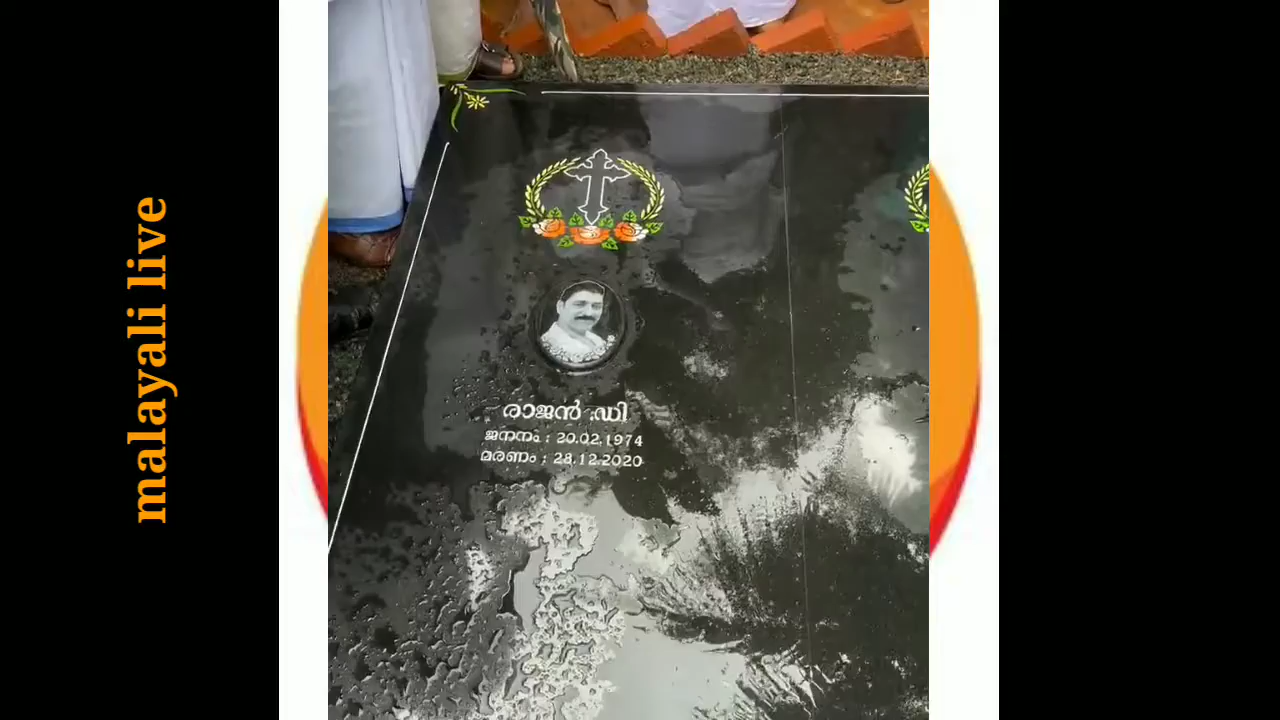 malayali live
രാജൻ .ഡി
ജനനം : 20.02.1974
മരണം : 28.12.2020